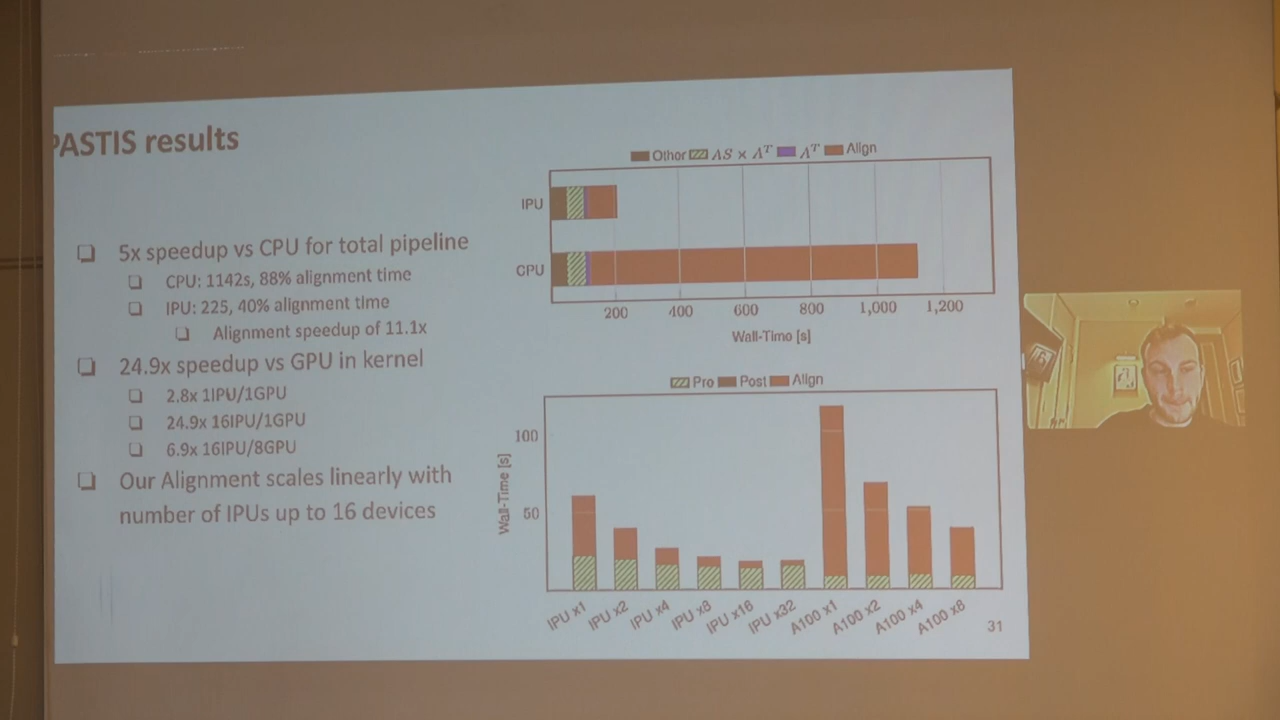 PASTIS results
5x speedup vs CPU for total pipeline
CPU: 1142s, 88% alignment time
IPU: 225, 40% alignment time
Alignment speedup of 11.1x
24.9x speedup vs GPU in kernel
2.8x 1IPU/1GPU
24.9x 16IPU/1GPU
6.9x 16IPU/8GPU
Our Alignment scales linearly with
number of IPUs up to 16 devices
Other AS × Aᵀ Aᵀ Align
IPU
CPU
200 400 600 800 1,000 1,200
Wall-Time [s]
Pre Post Align
100
50
Wall-Time [s]
IPU x1 IPU x2 IPU x4 IPU x8 IPU x16 IPU x32 A100 x1 A100 x2 A100 x4 A100 x8
31